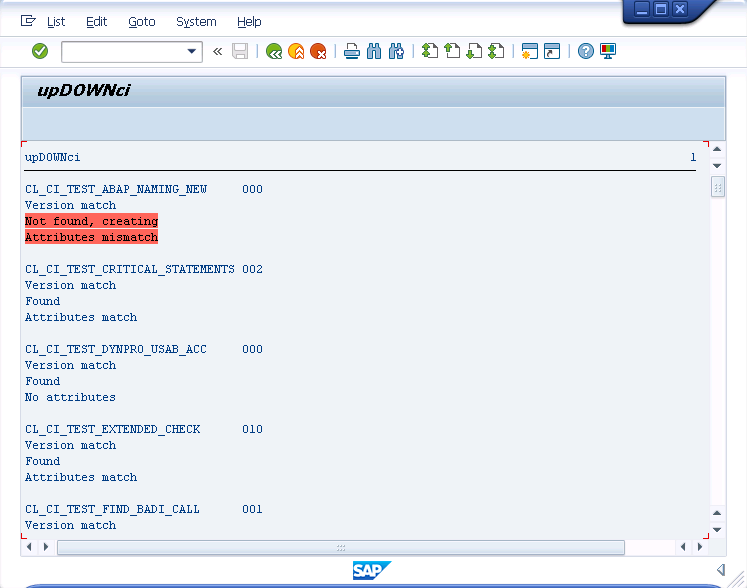 List Edit Goto System Help
upDOWNci
upDOWNci 1
CL_CI_TEST_ABAP_NAMING_NEW 000
Version match
Not found, creating
Attributes mismatch
CL_CI_TEST_CRITICAL_STATEMENTS 002
Version match
Found
Attributes match
CL_CI_TEST_DYNPRO_USAB_ACC 000
Version match
Found
No attributes
CL_CI_TEST_EXTENDED_CHECK 010
Version match
Found
Attributes match
CL_CI_TEST_FIND_BADI_CALL 001
Version match
SAP